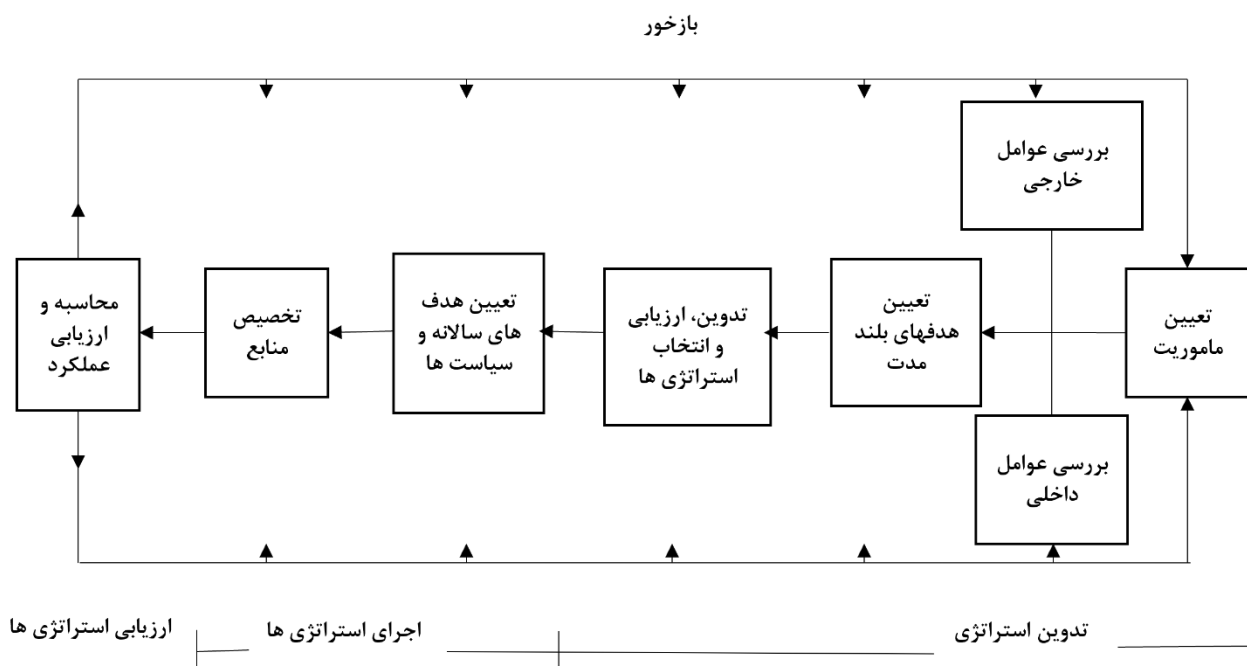 بازخور
بررسی عوامل
خارجی
تعیین
ماموریت
تعیین
هدفهای بلند
مدت
تدوین، ارزیابی
و
انتخاب
استراتژی ها
تعیین هدف
های سالانه و
سیاست ها
تخصیص
منابع
محاسبه و
ارزیابی
عملکرد
بررسی عوامل
داخلی
تدوین استراتژی
اجرای استراتژی ها
ارزیابی استراتژی ها